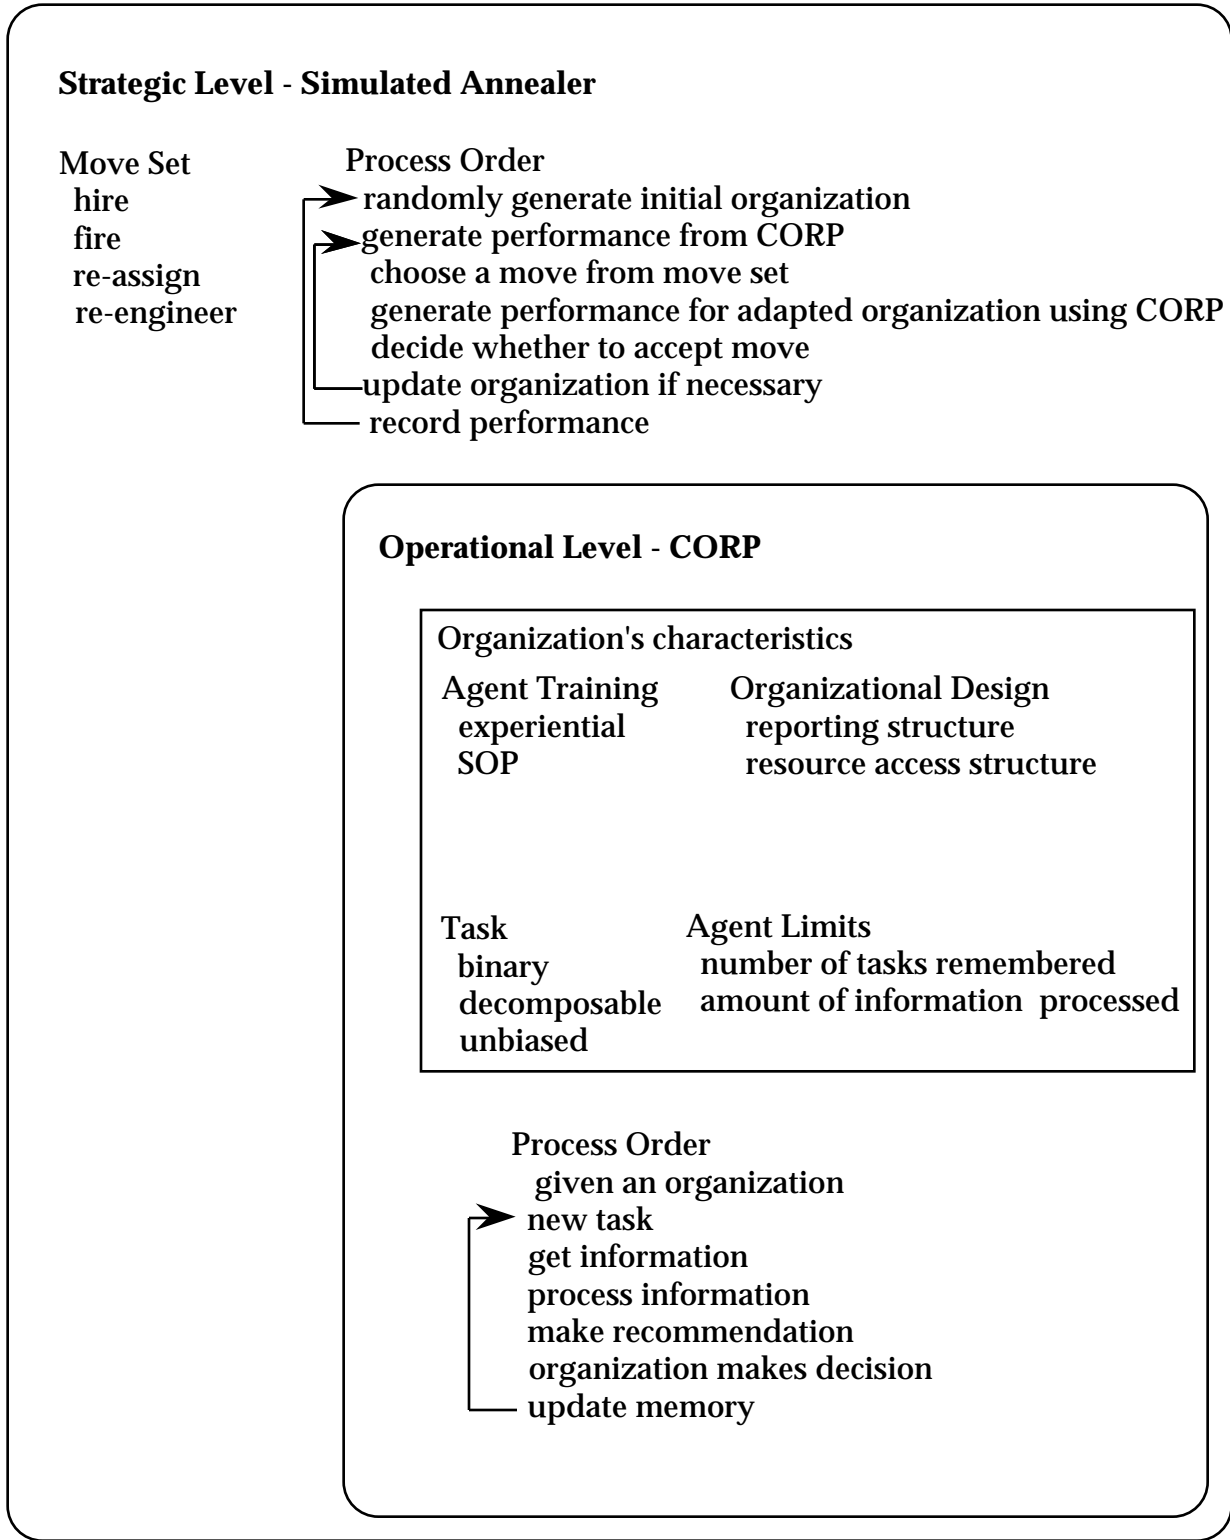 Strategic Level - Simulated Annealer
Move Set
hire
fire
re-assign
re-engineer
Process Order
randomly generate initial organization
generate performance from CORP
choose a move from move set
generate performance for adapted organization using CORP
decide whether to accept move
update organization if necessary
record performance
Operational Level - CORP
Organization's characteristics
Agent Training
experiential
SOP
Organizational Design
reporting structure
resource access structure
Task
binary
decomposable
unbiased
Agent Limits
number of tasks remembered
amount of information processed
Process Order
given an organization
new task
get information
process information
make recommendation
organization makes decision
update memory